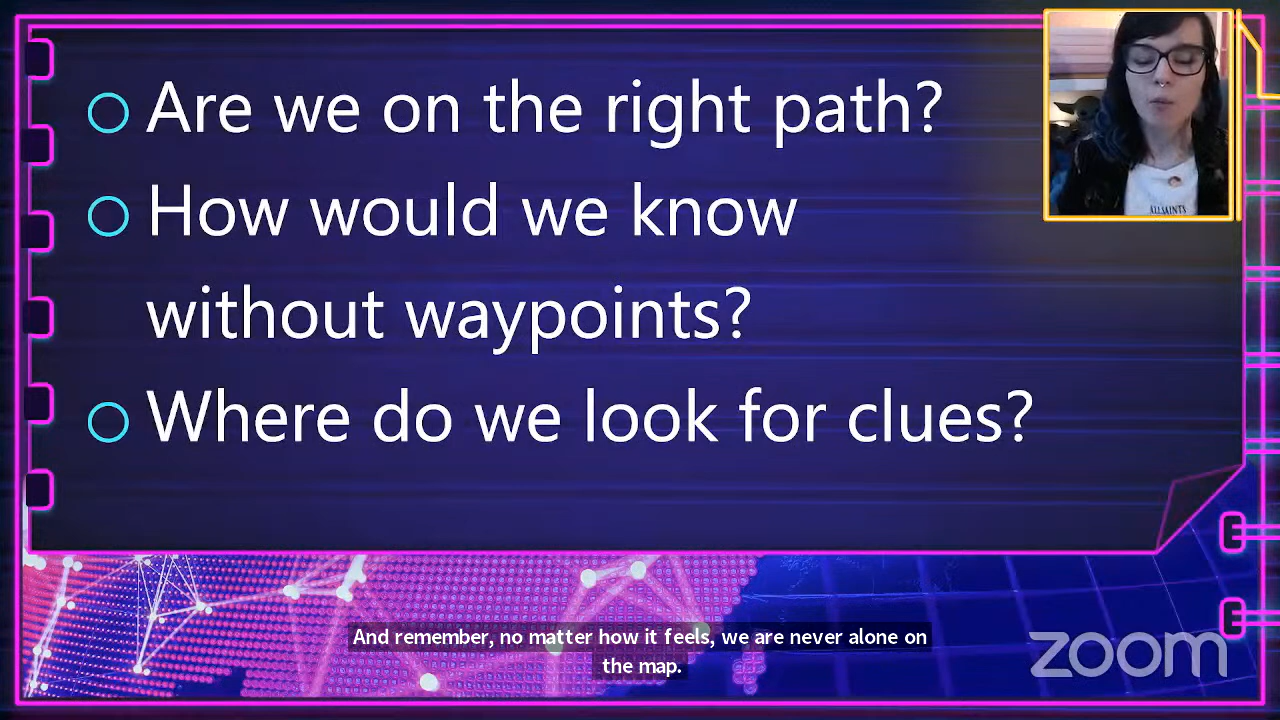 Are we on the right path?
How would we know
without waypoints?
Where do we look for clues?
ALLSAINTS
And remember, no matter how it feels, we are never alone on
the map.
zoom